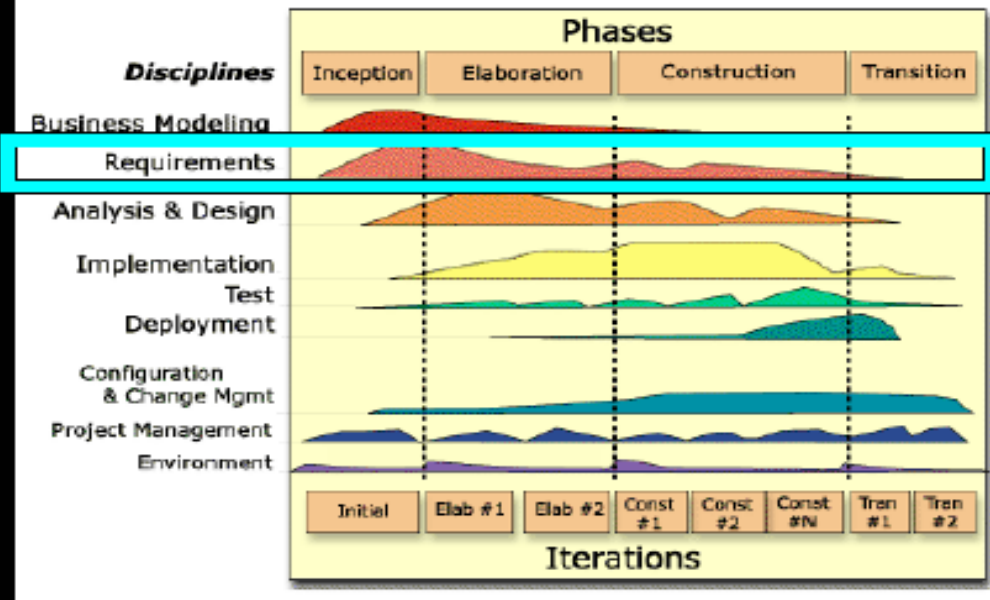 Phases
Disciplines
Inception
Elaboration
Construction
Transition
Business Modeling
Requirements
Analysis & Design
Implementation
Test
Deployment
Configuration
& Change Mgmt
Project Management
Environment
Initial
Elab #1
Elab #2
Const
#1
Const
#2
Const
#N
Tran
#1
Tran
#2
Iterations